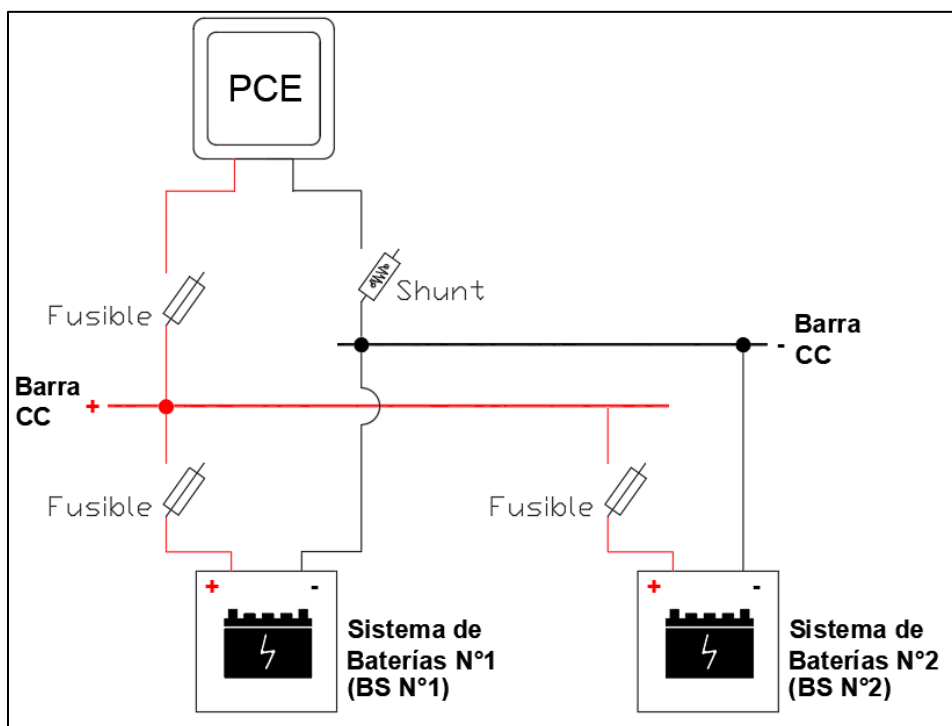 PCE
Fusible
Shunt
Barra
CC
-
Barra
CC
+
Fusible
Fusible
+
-
Sistema de
Baterías N°1
(BS N°1)
+
-
Sistema de
Baterías N°2
(BS N°2)